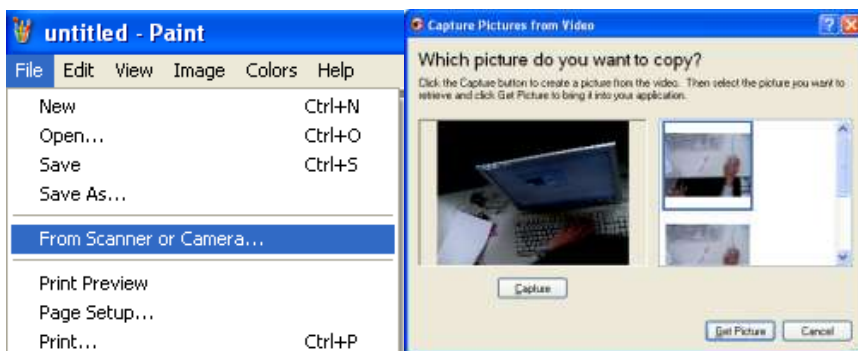 untitled - Paint
File Edit View Image Colors Help
New Ctrl+N
Open... Ctrl+O
Save Ctrl+S
Save As...
From Scanner or Camera...
Print Preview
Page Setup...
Print... Ctrl+P
Capture Pictures from Video
Which picture do you want to copy?
Click the Capture button to create a picture from the video. Then select the picture you want to
retrieve and click Get Picture to bring it into your application.
Capture
Get Picture Cancel